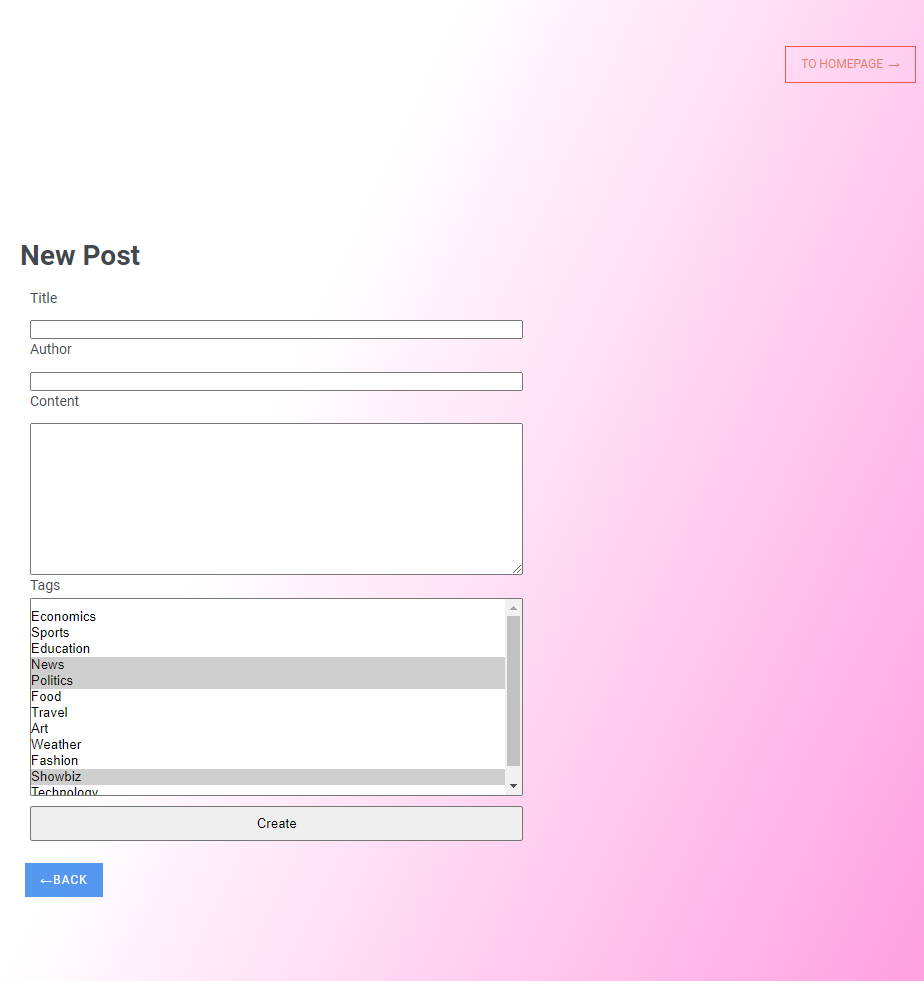 TO HOMEPAGE →
New Post
Title
Author
Content
Tags
Economics
Sports
Education
News
Politics
Food
Travel
Art
Weather
Fashion
Showbiz
Technology
Create
←BACK